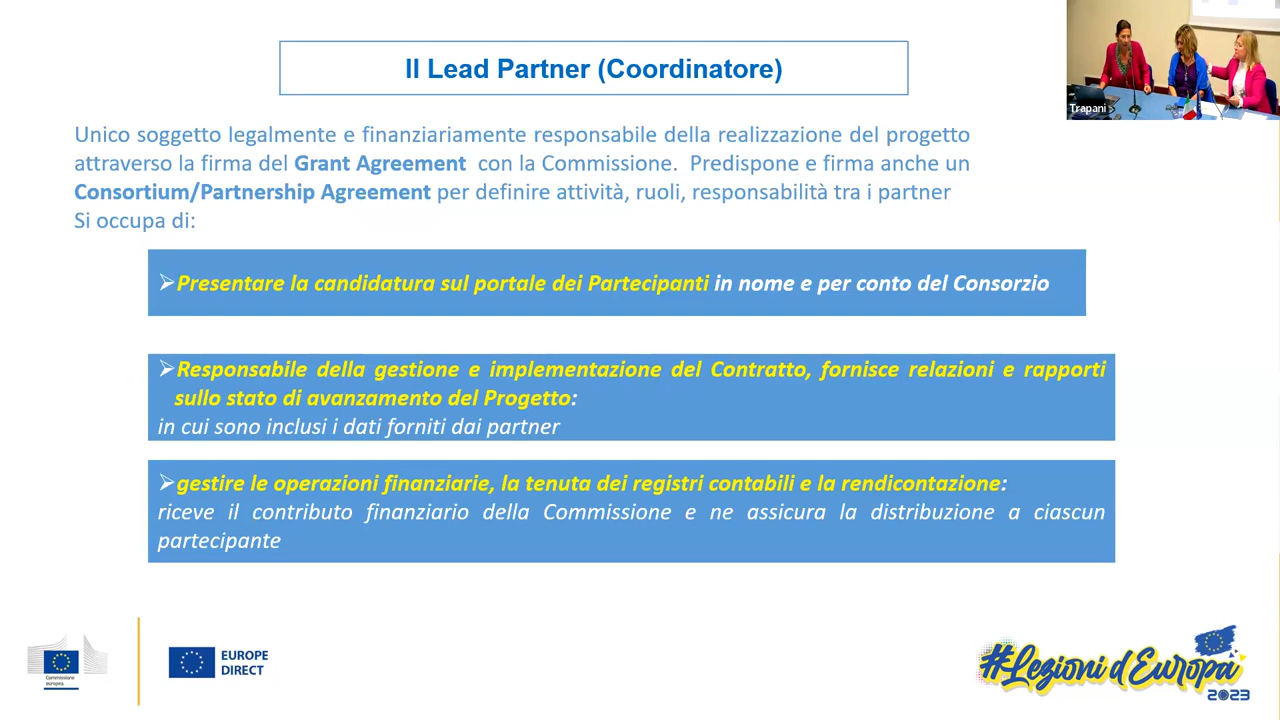 Il Lead Partner (Coordinatore)
Trapani
Unico soggetto legalmente e finanziariamente responsabile della realizzazione del progetto
attraverso la firma del Grant Agreement con la Commissione. Predispone e firma anche un
Consortium/Partnership Agreement per definire attività, ruoli, responsabilità tra i partner
Si occupa di:
➢Presentare la candidatura sul portale dei Partecipanti in nome e per conto del Consorzio
➢Responsabile della gestione e implementazione del Contratto, fornisce relazioni e rapporti
sullo stato di avanzamento del Progetto:
in cui sono inclusi i dati forniti dai partner
➢gestire le operazioni finanziarie, la tenuta dei registri contabili e la rendicontazione:
riceve il contributo finanziario della Commissione e ne assicura la distribuzione a ciascun
partecipante
Commissione
europea
EUROPE
DIRECT
#Lezioni d'Europa
2023